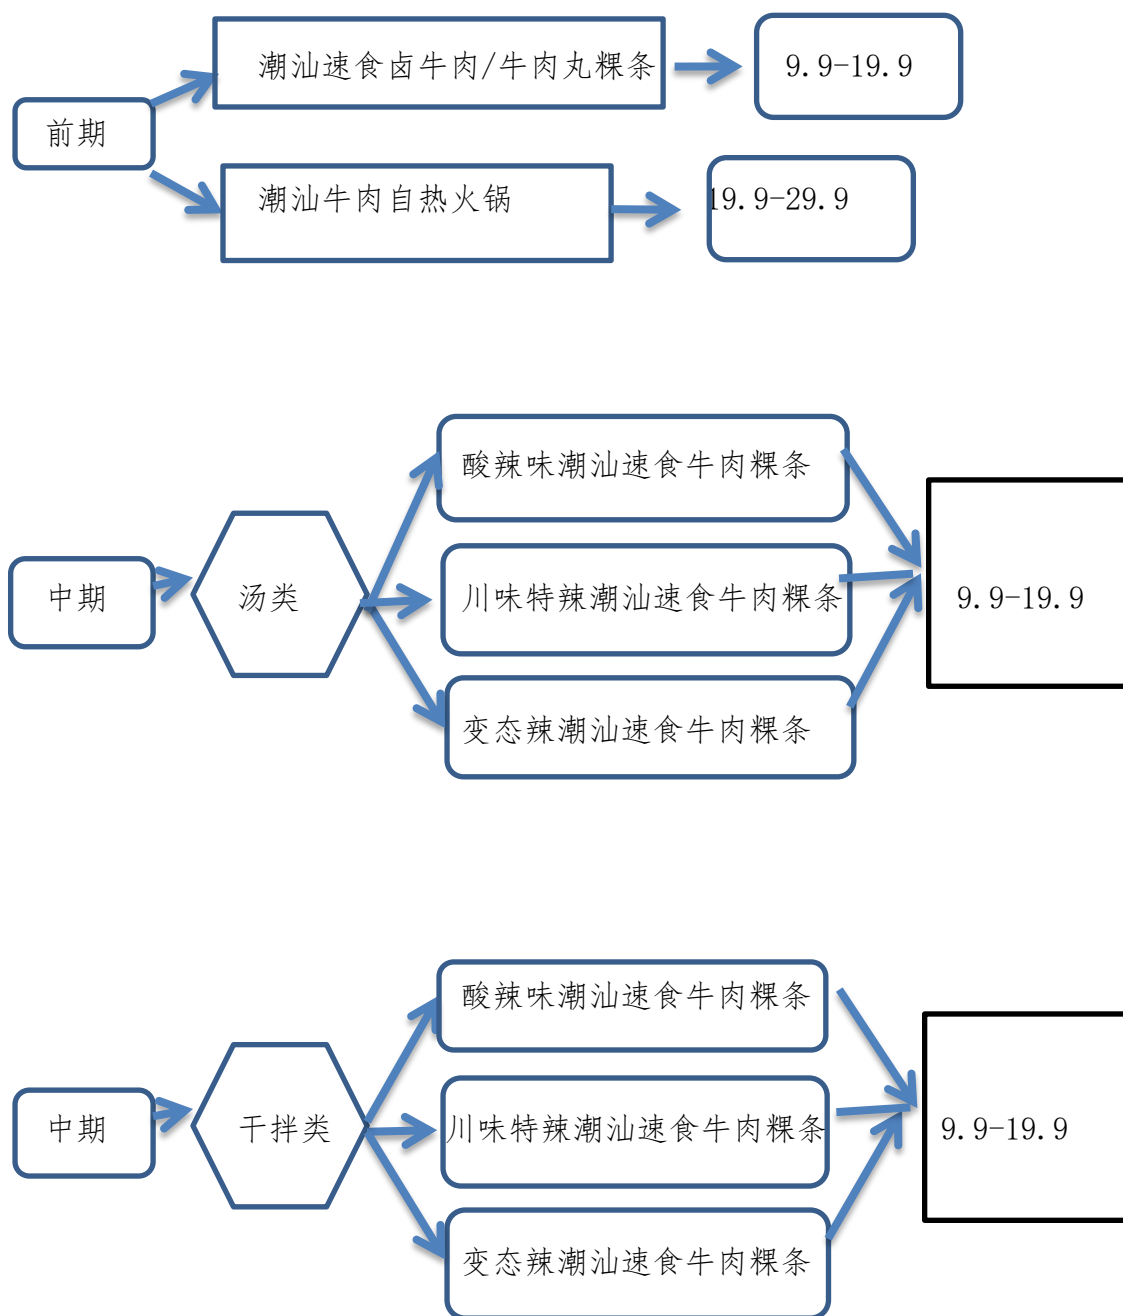 潮汕速食卤牛肉/牛肉丸粿条
9.9-19.9
前期
潮汕牛肉自热火锅
19.9-29.9
酸辣味潮汕速食牛肉粿条
中期
汤类
川味特辣潮汕速食牛肉粿条
9.9-19.9
变态辣潮汕速食牛肉粿条
酸辣味潮汕速食牛肉粿条
中期
干拌类
川味特辣潮汕速食牛肉粿条
9.9-19.9
变态辣潮汕速食牛肉粿条